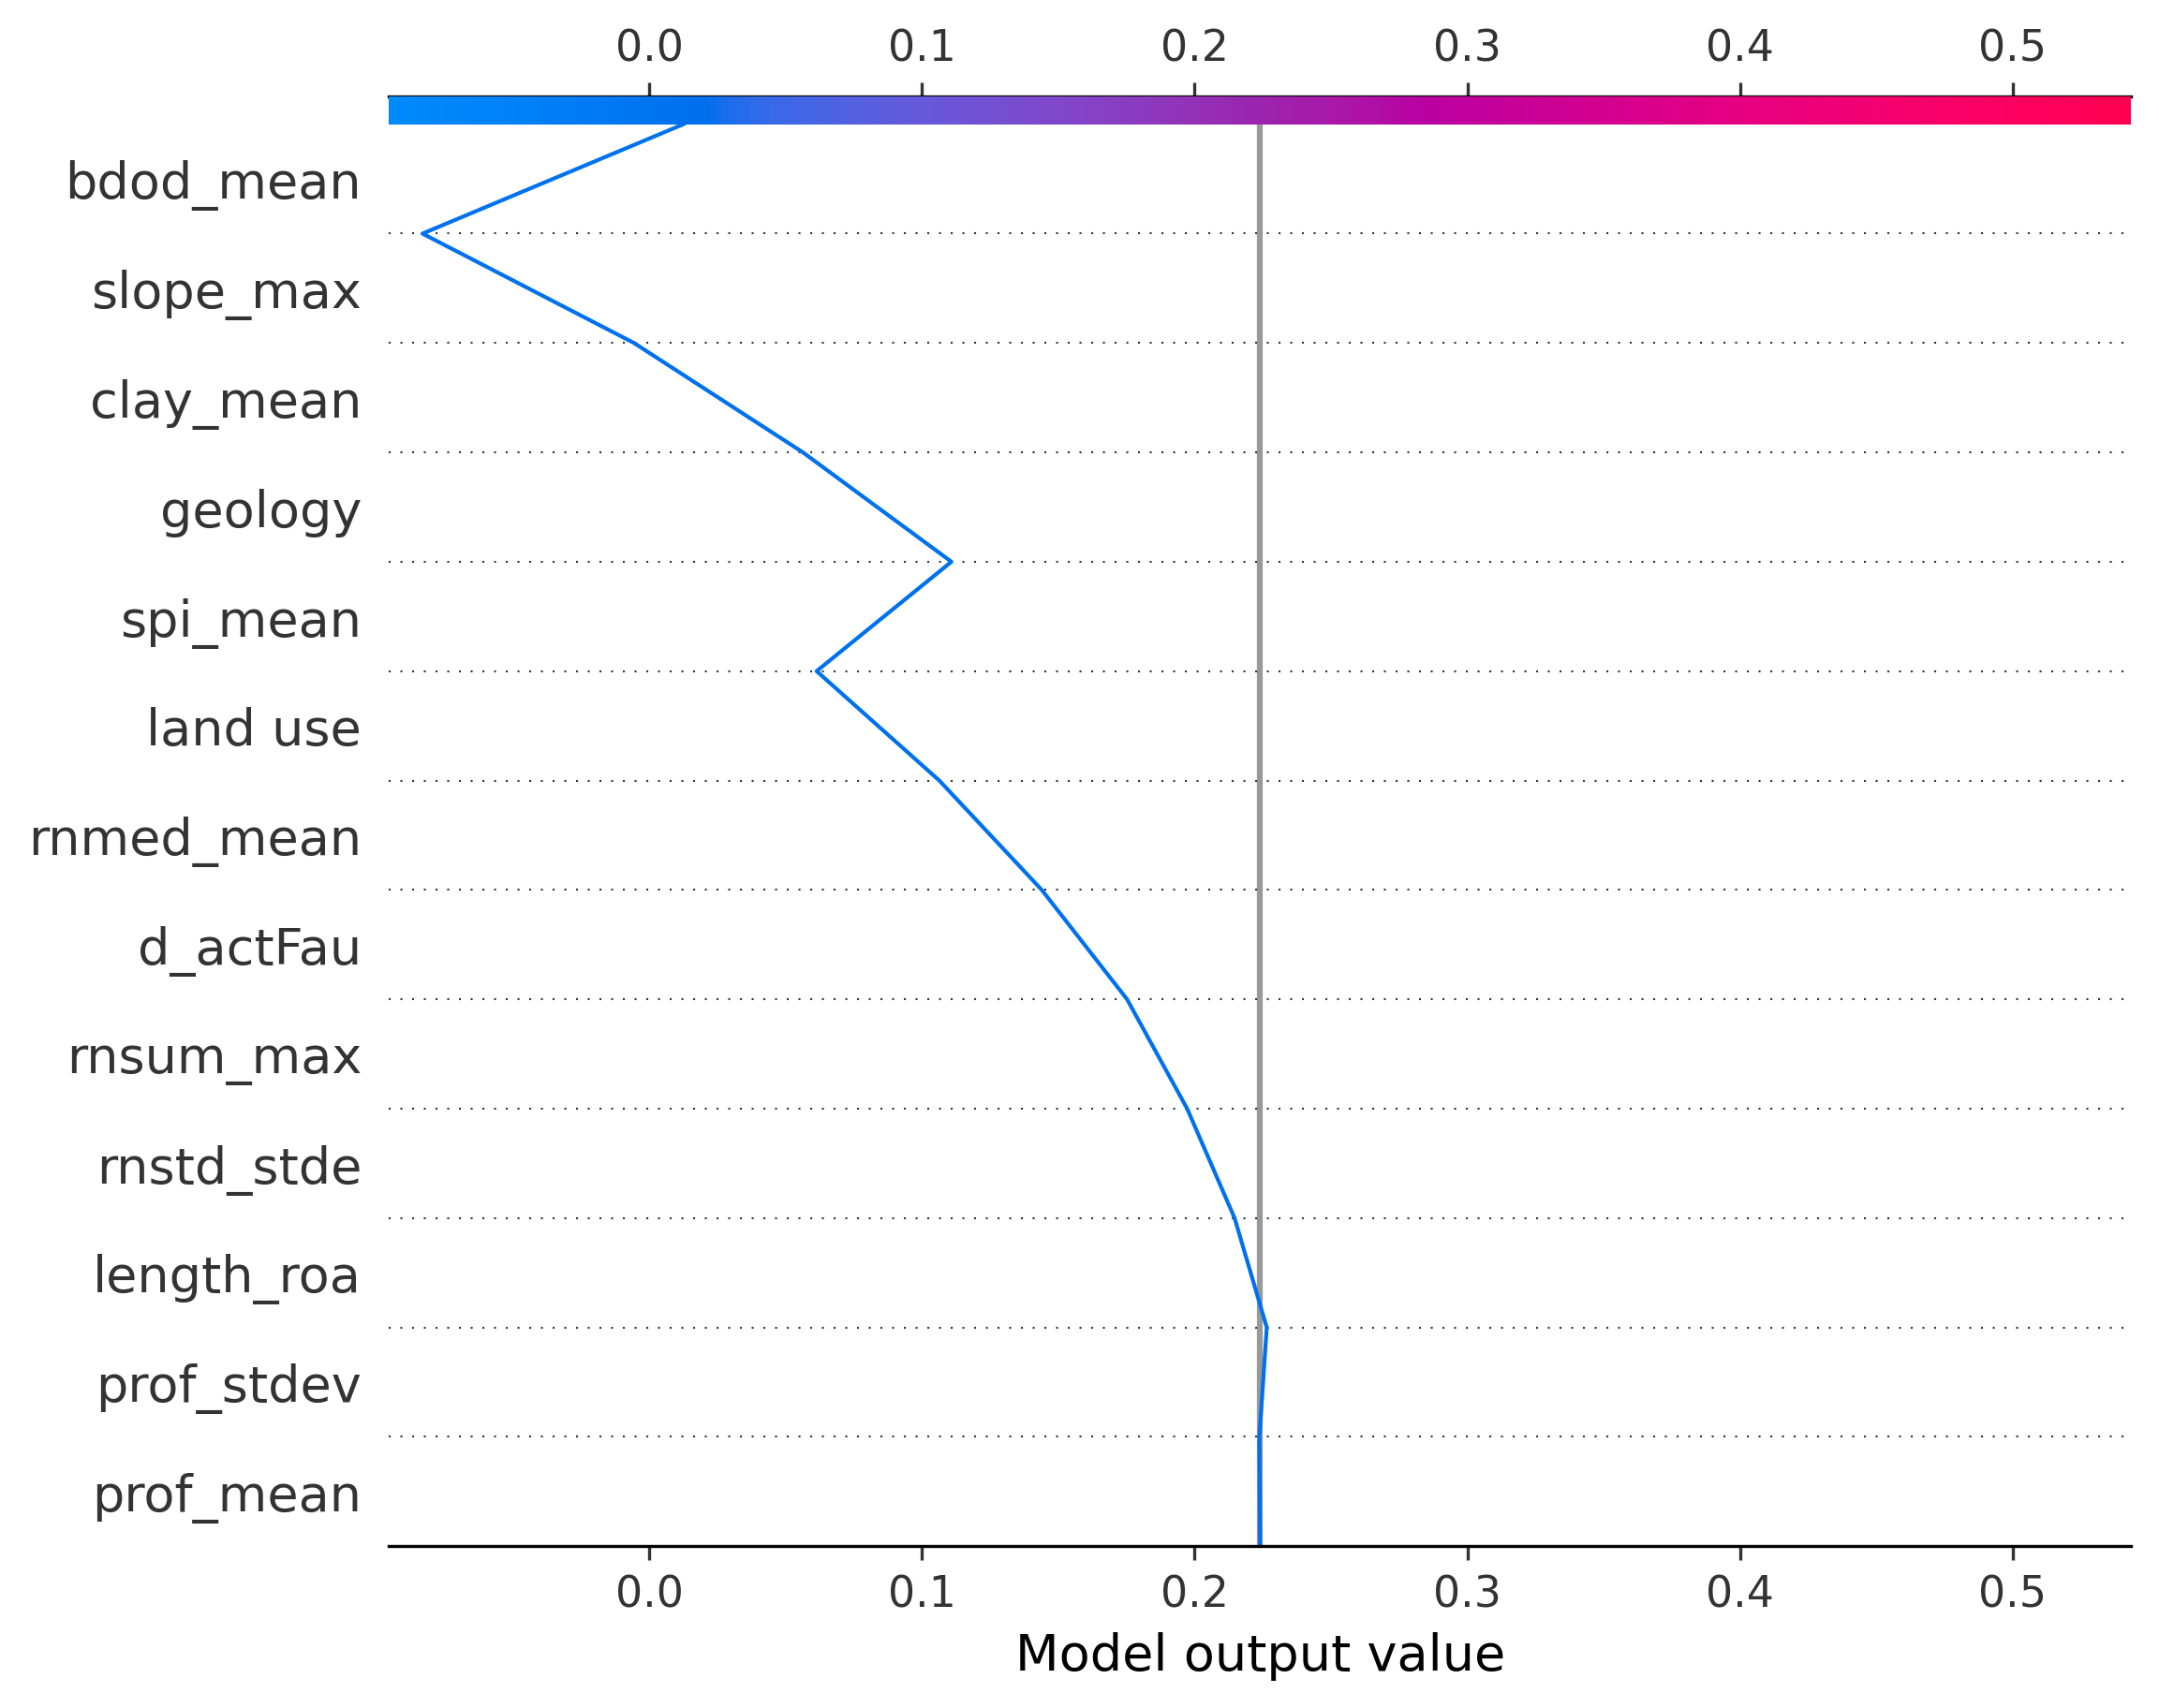 0.0 0.1 0.2 0.3 0.4 0.5
bdod_mean
slope_max
clay_mean
geology
spi_mean
land use
rnmed_mean
d_actFau
rnsum_max
rnstd_stde
length_roa
prof_stdev
prof_mean
0.0 0.1 0.2 0.3 0.4 0.5
Model output value